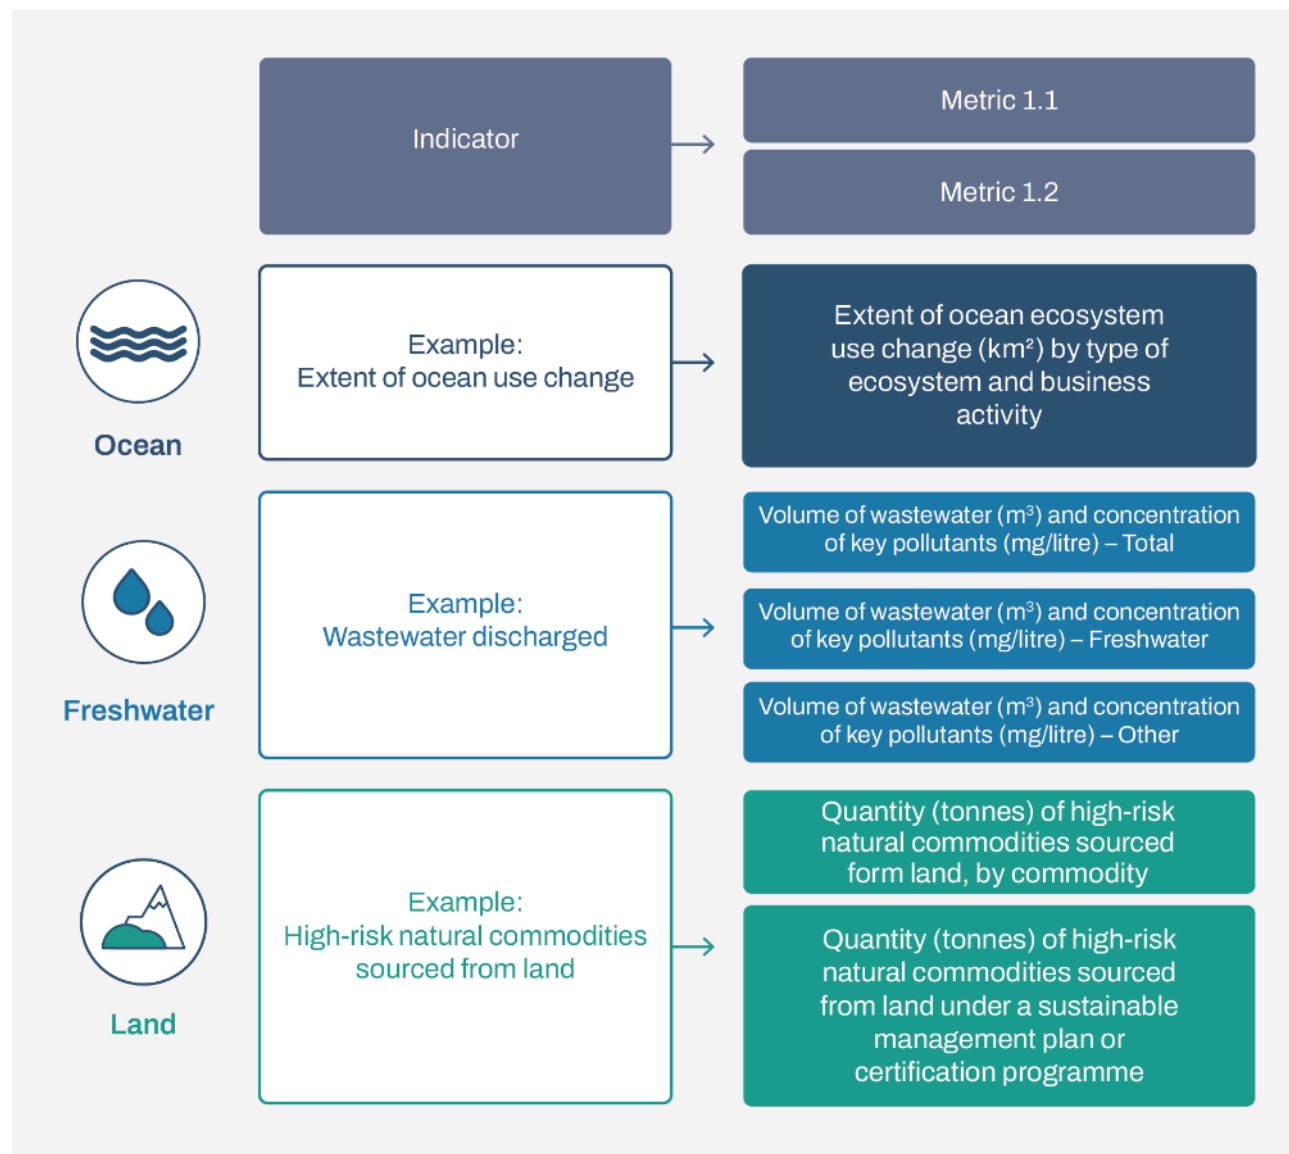 Indicator
Metric 1.1
Metric 1.2
Ocean
Example:
Extent of ocean use change
Extent of ocean ecosystem
use change (km²) by type of
ecosystem and business
activity
Freshwater
Example:
Wastewater discharged
Volume of wastewater (m³) and concentration
of key pollutants (mg/litre) – Total
Volume of wastewater (m³) and concentration
of key pollutants (mg/litre) – Freshwater
Volume of wastewater (m³) and concentration
of key pollutants (mg/litre) – Other
Land
Example:
High-risk natural commodities
sourced from land
Quantity (tonnes) of high-risk
natural commodities sourced
form land, by commodity
Quantity (tonnes) of high-risk
natural commodities sourced
from land under a sustainable
management plan or
certification programme